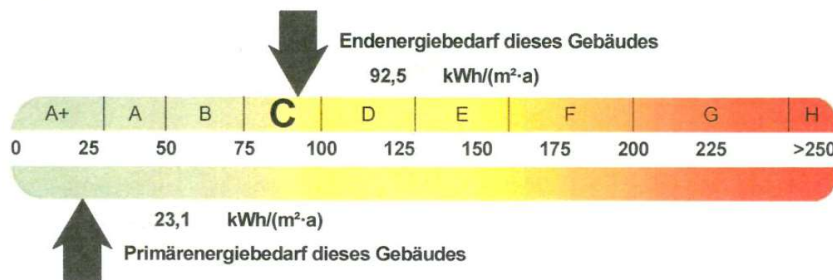 Endenergiebedarf dieses Gebäudes
92,5 kWh/(m²·a)
A+ A B C D E F G H
0 25 50 75 100 125 150 175 200 225 >250
23,1 kWh/(m²·a)
Primärenergiebedarf dieses Gebäudes